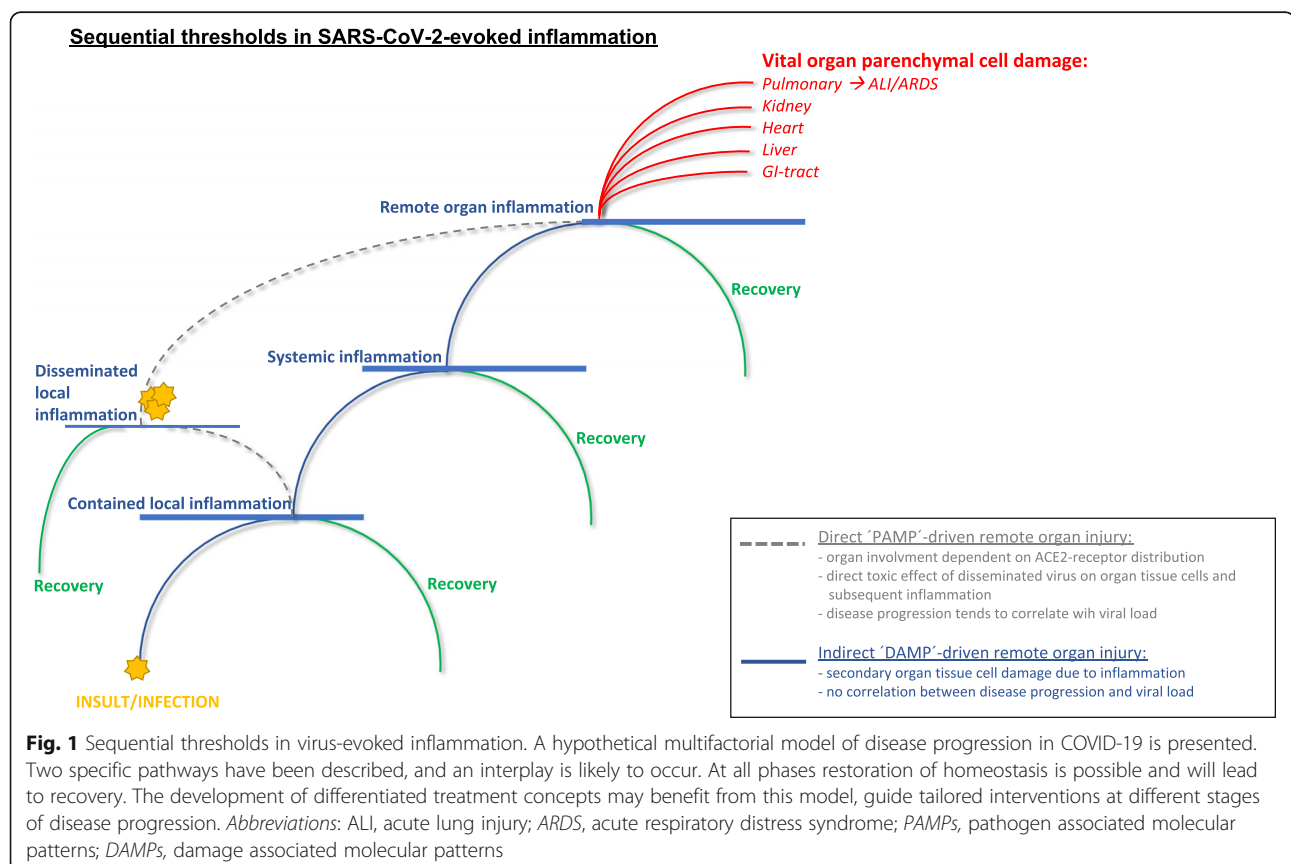 Sequential thresholds in SARS-CoV-2-evoked inflammation
Vital organ parenchymal cell damage:
Pulmonary → ALI/ARDS
Kidney
Heart
Liver
GI-tract
Remote organ inflammation
Recovery
Systemic inflammation
Disseminated
local
inflammation
Recovery
Contained local inflammation
Recovery
Recovery
INSULT/INFECTION
Direct ´PAMP´-driven remote organ injury:
- organ involvment dependent on ACE2-receptor distribution
- direct toxic effect of disseminated virus on organ tissue cells and
subsequent inflammation
- disease progression tends to correlate wih viral load
Indirect ´DAMP´-driven remote organ injury:
- secondary organ tissue cell damage due to inflammation
- no correlation between disease progression and viral load
Fig. 1 Sequential thresholds in virus-evoked inflammation. A hypothetical multifactorial model of disease progression in COVID-19 is presented.
Two specific pathways have been described, and an interplay is likely to occur. At all phases restoration of homeostasis is possible and will lead
to recovery. The development of differentiated treatment concepts may benefit from this model, guide tailored interventions at different stages
of disease progression. Abbreviations: ALI, acute lung injury; ARDS, acute respiratory distress syndrome; PAMPs, pathogen associated molecular
patterns; DAMPs, damage associated molecular patterns